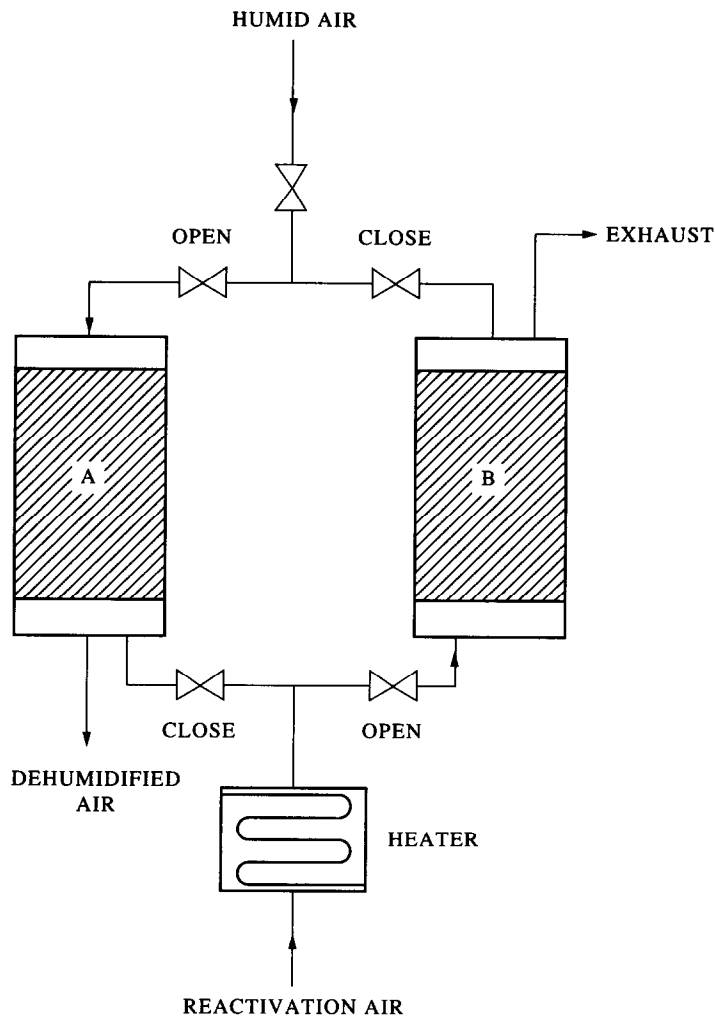 HUMID AIR
OPEN
CLOSE
EXHAUST
A
B
CLOSE
OPEN
DEHUMIDIFIED
AIR
HEATER
REACTIVATION AIR